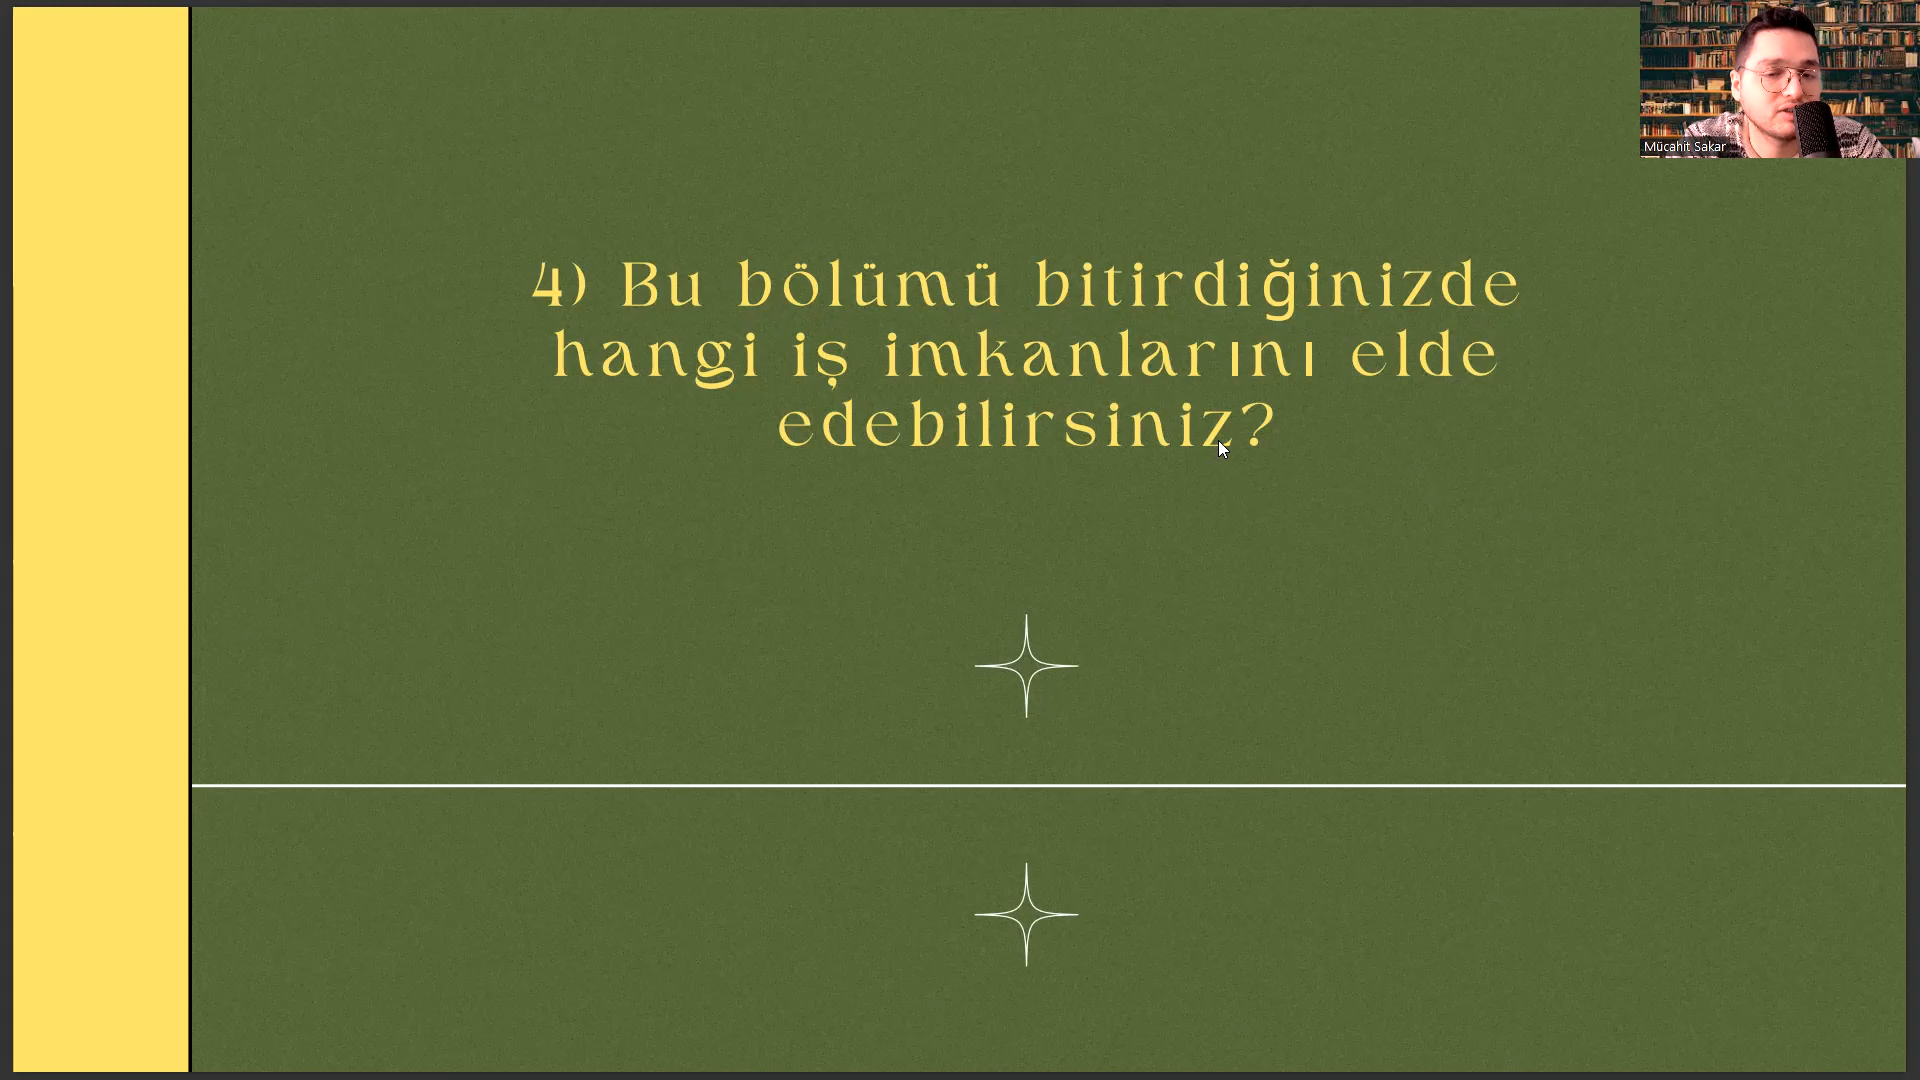 Mücahit Sakar
4) Bu bölümü bitirdiğinizde
hangi iş imkanlarını elde
edebilirsiniz?